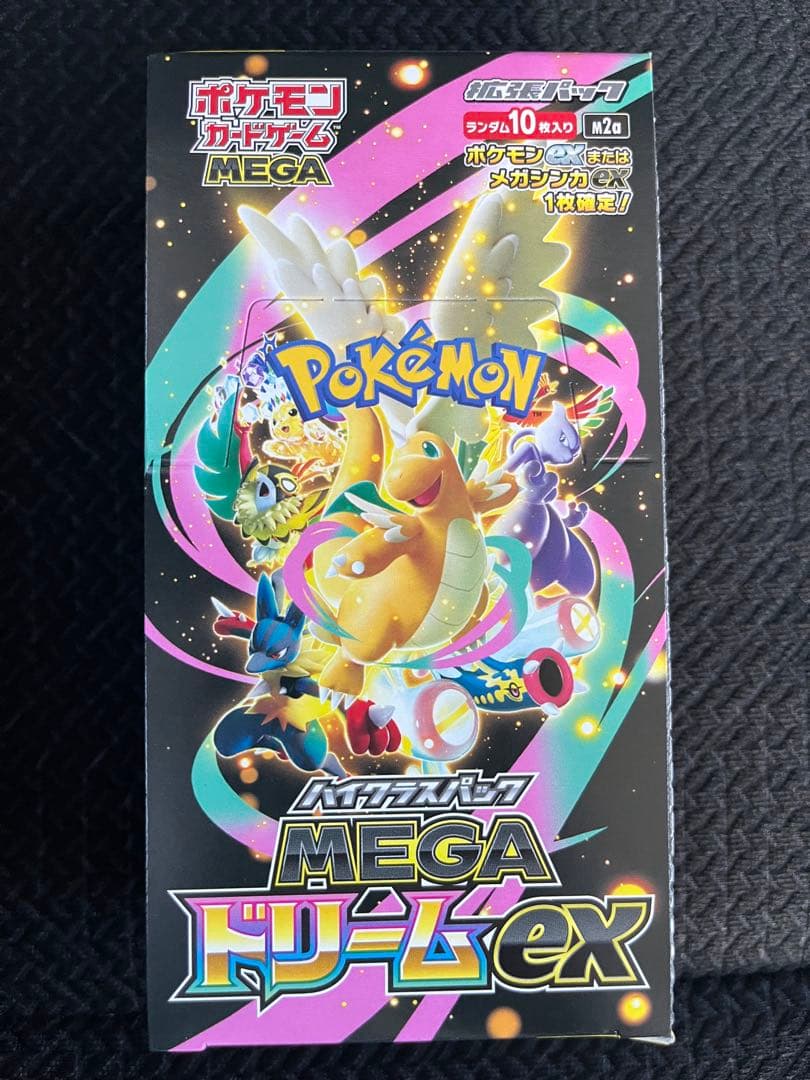 ポケモン
カードゲーム
MEGA
拡張パック
ランダム10枚入り M2a
ポケモンexまたは
メガシンカex
1枚確定!
POKéMON
ハイクラスパック
MEGA
ドリームex